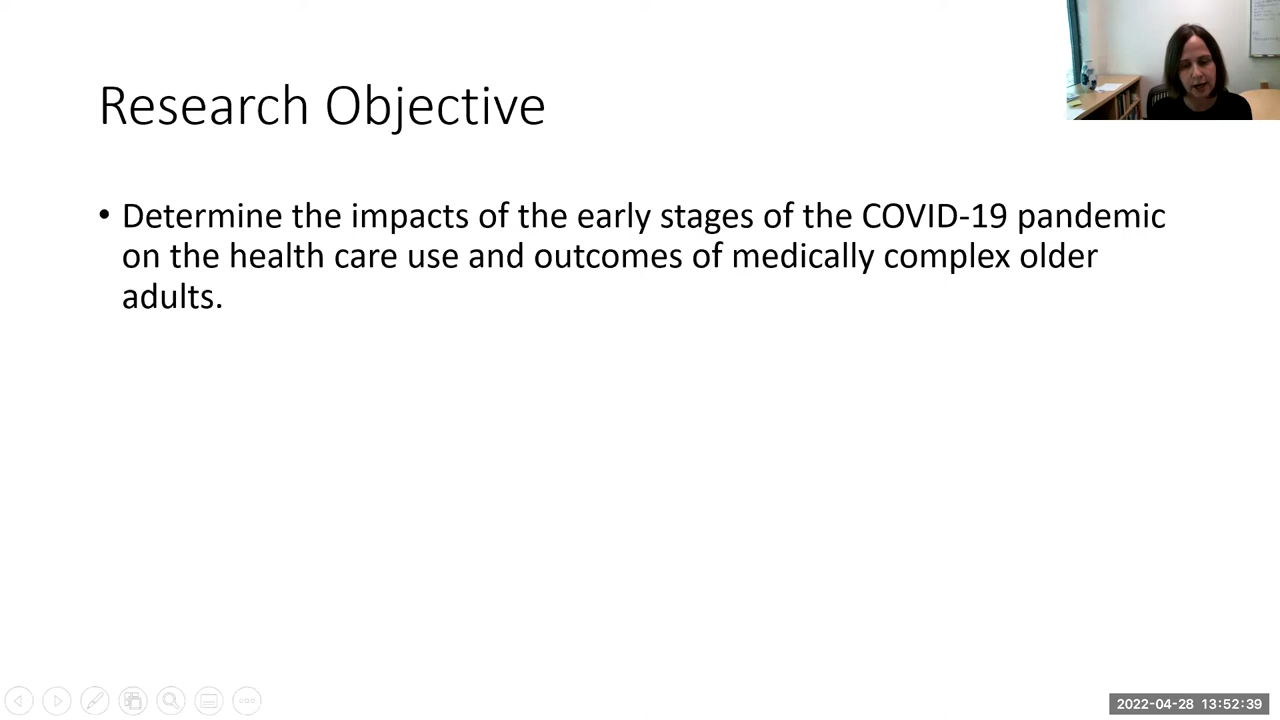 Research Objective
• Determine the impacts of the early stages of the COVID-19 pandemic
on the health care use and outcomes of medically complex older
adults.
2022-04-28 13:52:39